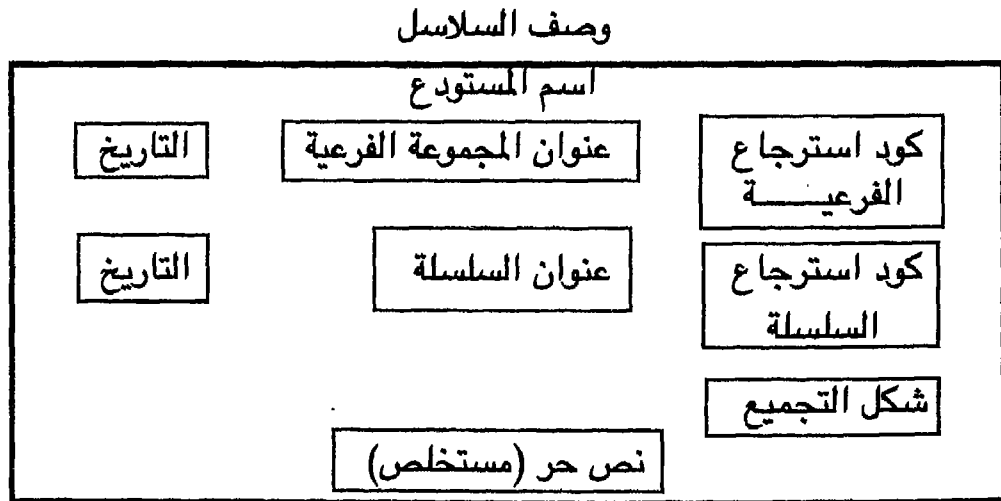 وصف السلاسل
اسم المستودع
كود استرجاع
الفرعيــــــة
عنوان المجموعة الفرعية
التاريخ
كود استرجاع
السلسلة
عنوان السلسلة
التاريخ
شكل التجميع
نص حر (مستخلص)